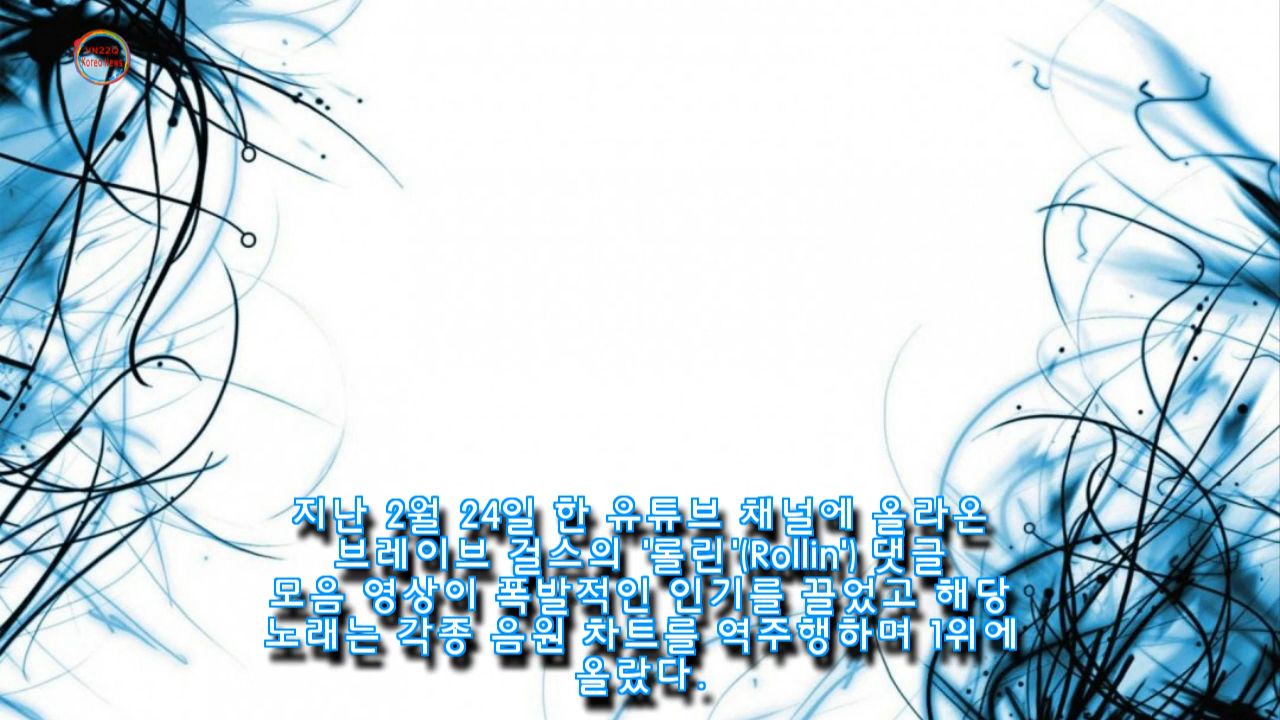 VN22Q
Korea News
지난 2월 24일 한 유튜브 채널에 올라온
브레이브 걸스의 '롤린'(Rollin') 댓글
모음 영상이 폭발적인 인기를 끌었고 해당
노래는 각종 음원 차트를 역주행하며 1위에
올랐다.